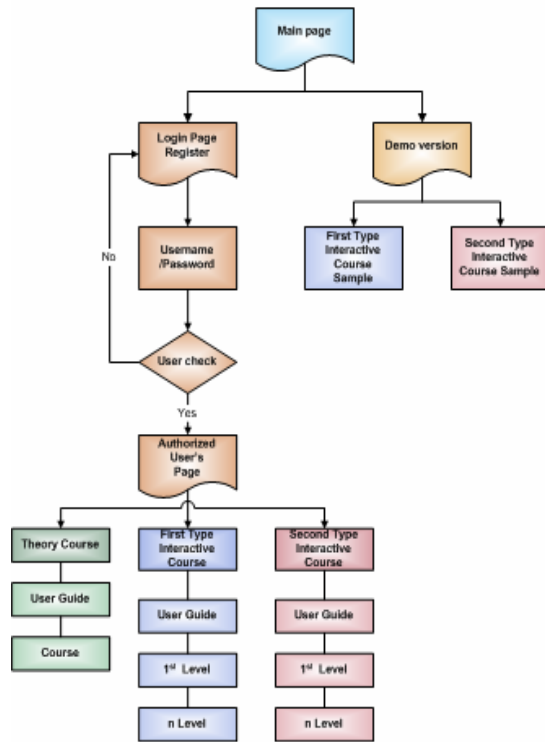 Main page
Login Page
Register
Demo version
First Type
Interactive
Course
Sample
Second Type
Interactive
Course Sample
Username
/Password
No
User check
Yes
Authorized
User's
Page
Theory Course
First Type
Interactive
Course
Second Type
Interactive
Course
User Guide
User Guide
User Guide
Course
1st Level
1st Level
n Level
n Level